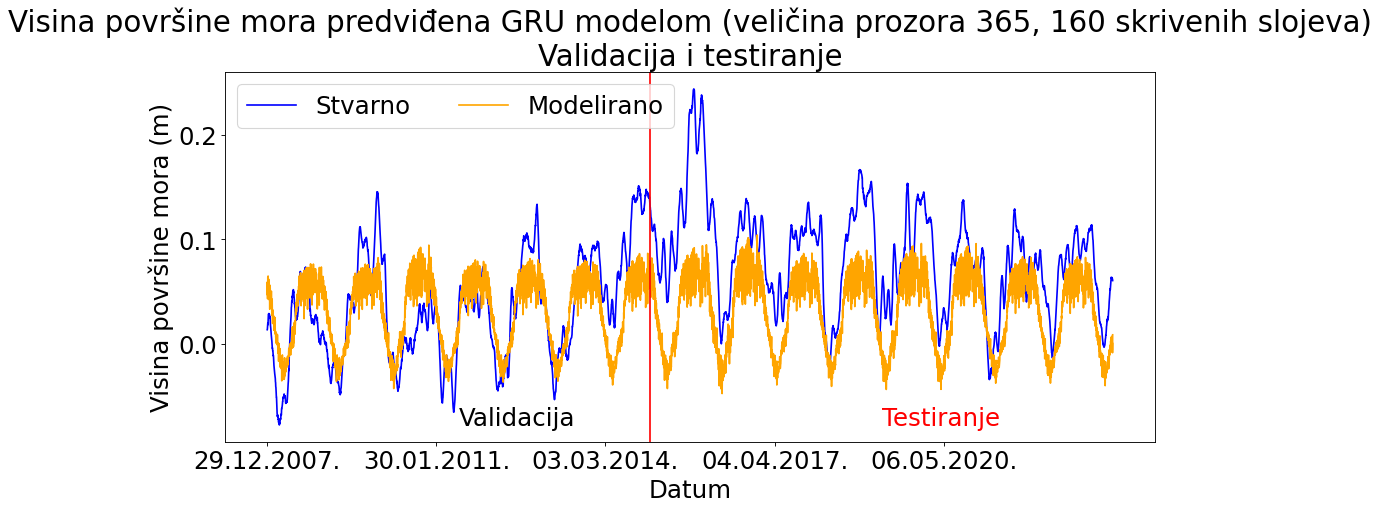 Visina površine mora predviđena GRU modelom (veličina prozora 365, 160 skrivenih slojeva)
Validacija i testiranje
Stvarno Modelirano
Visina površine mora (m)
0.2
0.1
0.0
Validacija Testiranje
29.12.2007. 30.01.2011. 03.03.2014. 04.04.2017. 06.05.2020.
Datum